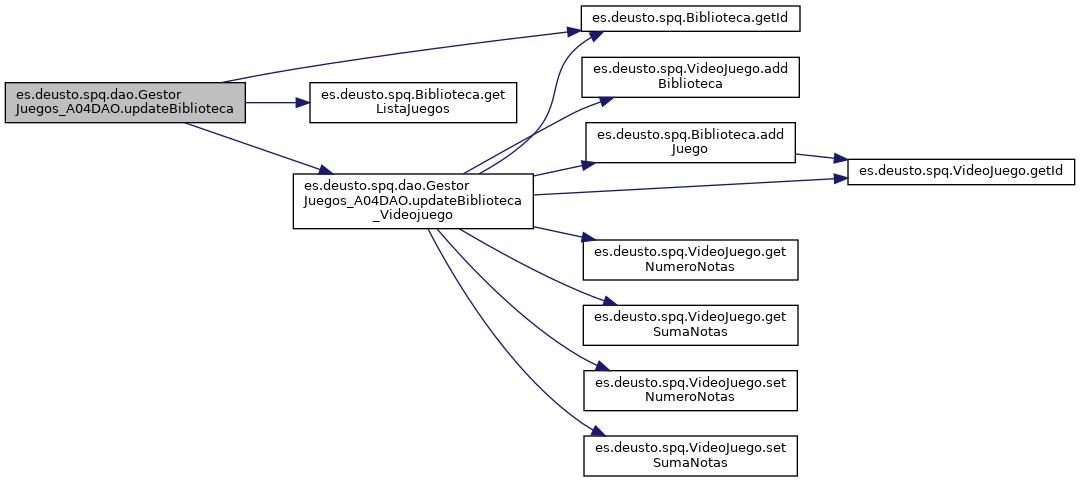 es.deusto.spq.dao.Gestor
Juegos_A04DAO.updateBiblioteca
es.deusto.spq.Biblioteca.get
ListaJuegos
es.deusto.spq.dao.Gestor
Juegos_A04DAO.updateBiblioteca
_Videojuego
es.deusto.spq.Biblioteca.getId
es.deusto.spq.VideoJuego.add
Biblioteca
es.deusto.spq.Biblioteca.add
Juego
es.deusto.spq.VideoJuego.getId
es.deusto.spq.VideoJuego.get
NumeroNotas
es.deusto.spq.VideoJuego.get
SumaNotas
es.deusto.spq.VideoJuego.set
NumeroNotas
es.deusto.spq.VideoJuego.set
SumaNotas